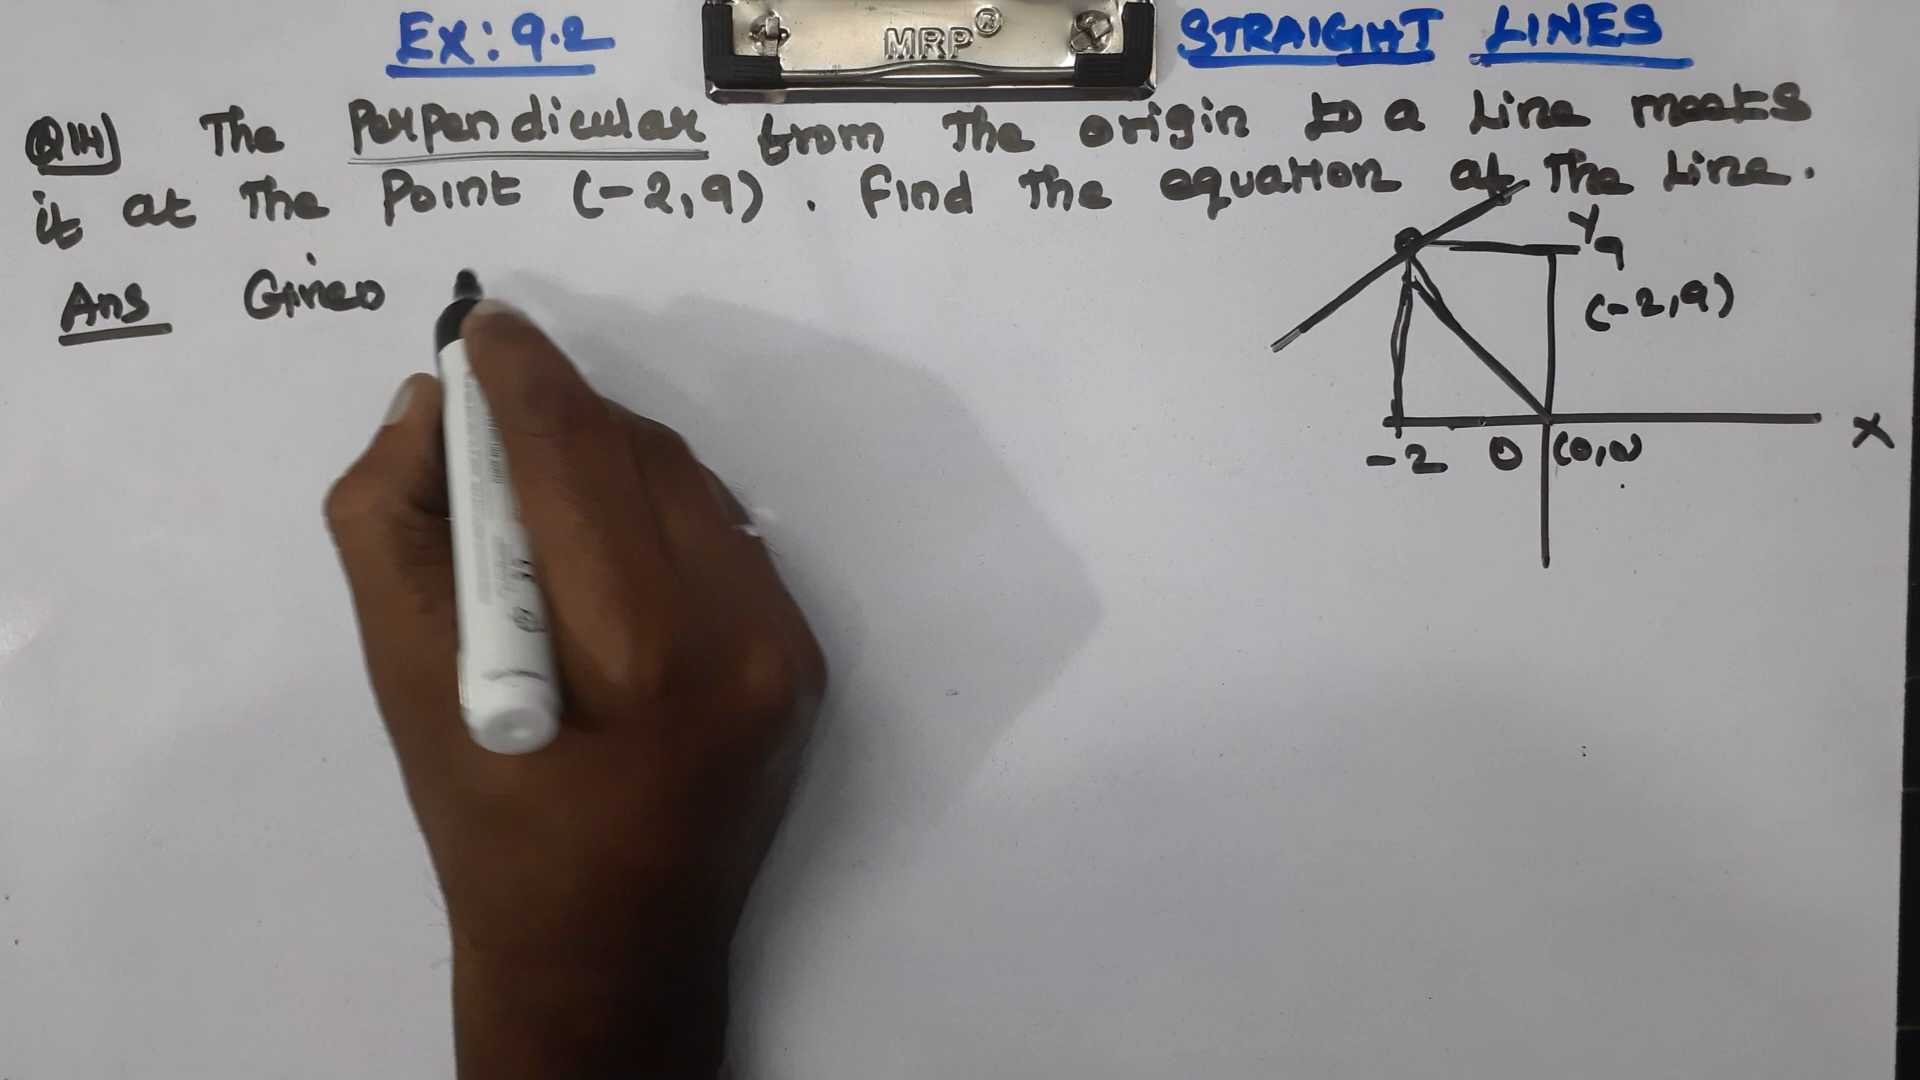 EX: 9.2
MRP®
STRAIGHT LINES
Q14) The Perpendicular from The origin to a Line meets
it at The Point (-2,9). Find The equation of The Line.
Ans Given
Y
9
(-2,9)
-2 0 (0,0)
X